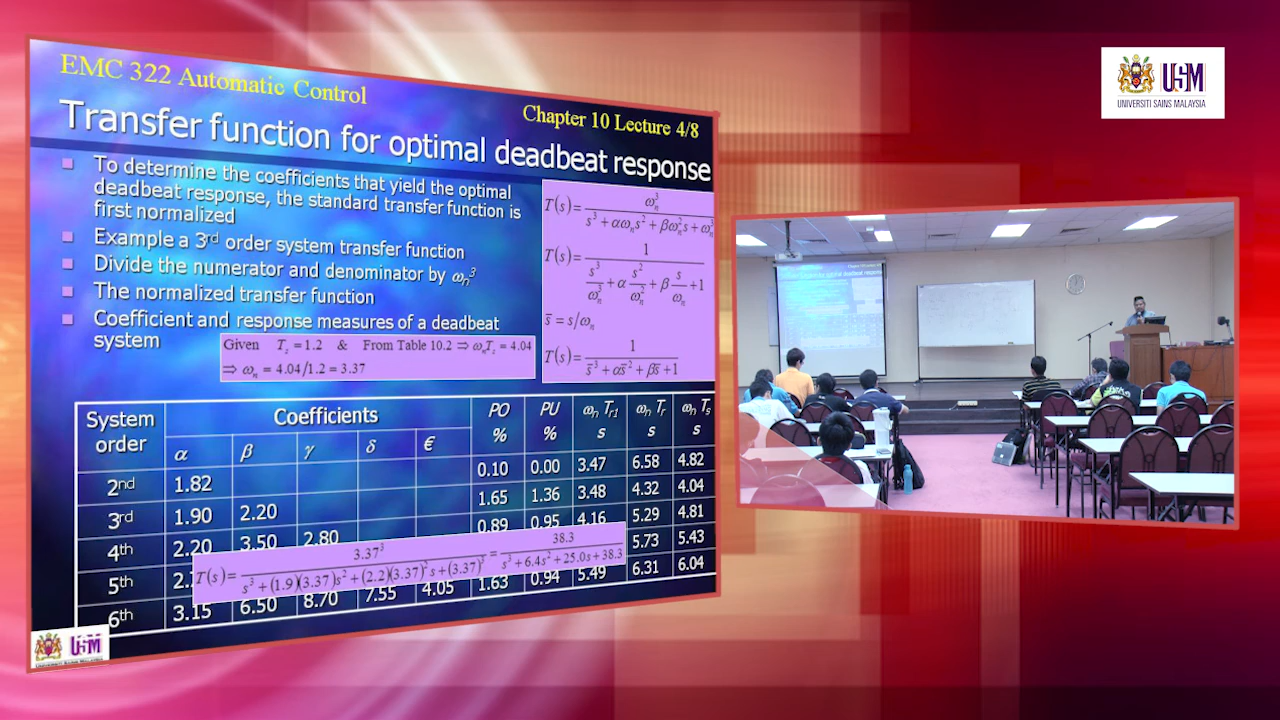 EMC 322 Automatic Control
Chapter 10 Lecture 4/8
Transfer function for optimal deadbeat response
To determine the coefficients that yield the optimal
deadbeat response, the standard transfer function is
first normalized
Example a 3rd order system transfer function
Divide the numerator and denominator by ωn3
The normalized transfer function
Coefficient and response measures of a deadbeat
system
Given Ts = 1.2 & From Table 10.2 ⇒ ωnTs = 4.04
⇒ ωn = 4.04/1.2 = 3.37
T(s) = ωn³ / (s³ + αωns² + βωn²s + ωn³)
T(s) = 1 / (s³/ωn³ + α s²/ωn² + β s/ωn + 1)
s̄ = s/ωn
T(s) = 1 / (s̄³ + αs̄² + βs̄ + 1)
System order Coefficients PO % PU % ωn Tr1 s ωn Tr s ωn Ts s
α β γ δ €
2nd 1.82 0.10 0.00 3.47 6.58 4.82
3rd 1.90 2.20 1.65 1.36 3.48 4.32 4.04
4th 2.20 3.50 2.80 0.89 0.95 4.16 5.29 4.81
5th 5.73 5.43
6th 3.15 6.50 8.70 7.55 4.05 1.63 0.94 5.49 6.31 6.04
T(s) = 3.37³ / (s³ + (1.9)(3.37)s² + (2.2)(3.37)²s + (3.37)³) = 38.3 / (s³ + 6.4s² + 25.0s + 38.3)
USM
USM
UNIVERSITI SAINS MALAYSIA